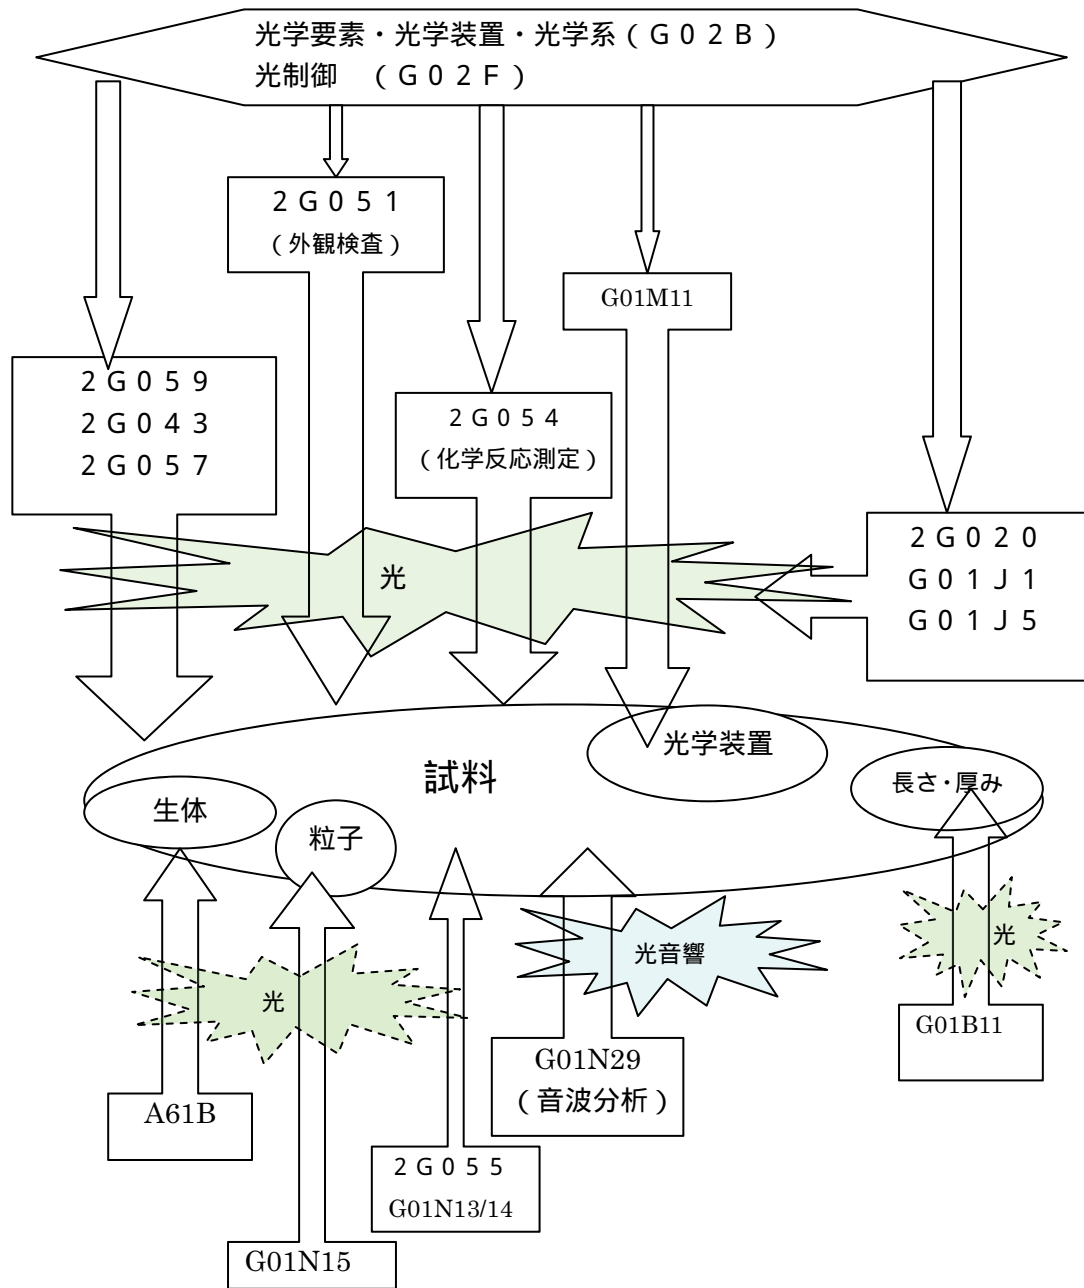 光学要素・光学装置・光学系(G02B)
光制御 (G02F)
2G051
(外観検査)
G01M11
2G059
2G043
2G057
2G054
(化学反応測定)
2G020
G01J1
G01J5
光
光学装置
試料
長さ・厚み
生体
粒子
光音響
光
光
G01B11
G01N29
(音波分析)
A61B
2G055
G01N13/14
G01N15